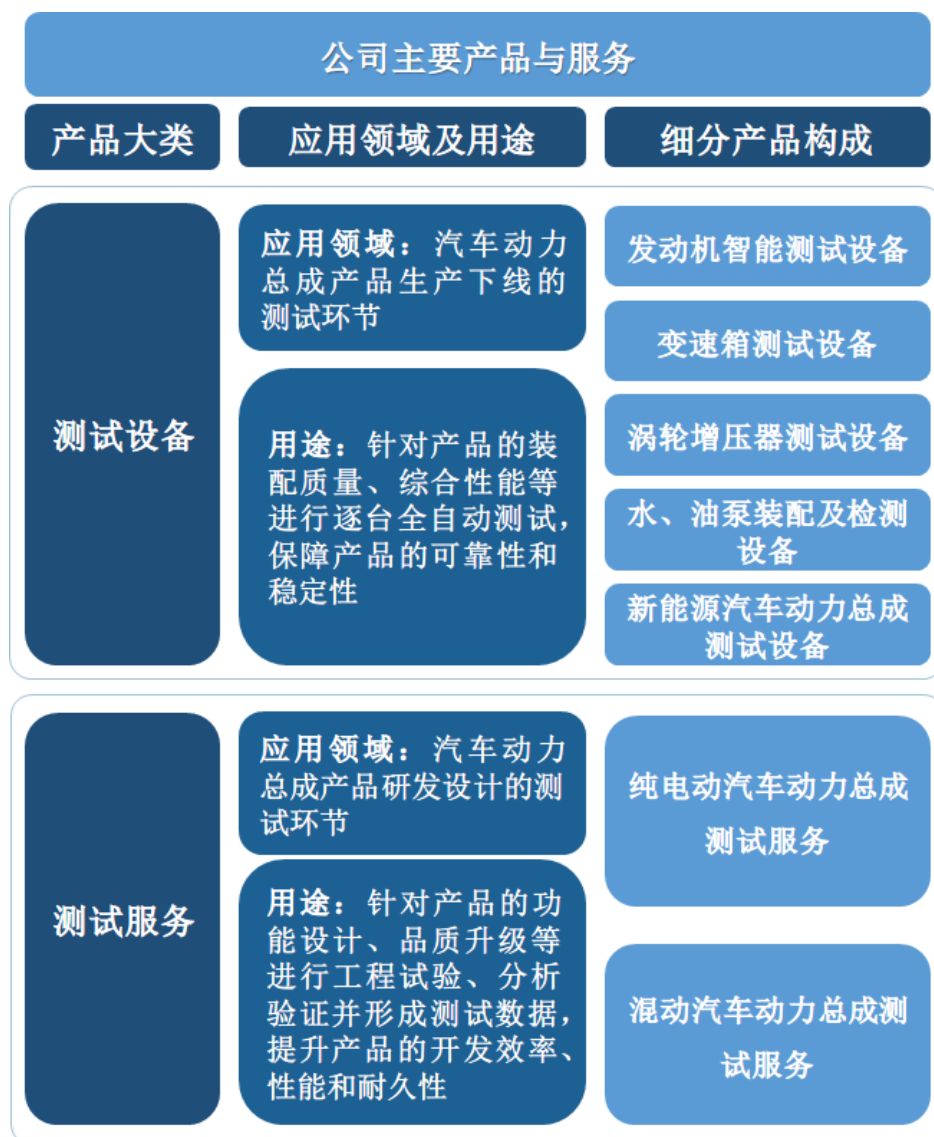 公司主要产品与服务
产品大类
应用领域及用途
细分产品构成
测试设备
应用领域：汽车动力
总成产品生产下线的
测试环节
用途：针对产品的装
配质量、综合性能等
进行逐台全自动测试，
保障产品的可靠性和
稳定性
发动机智能测试设备
变速箱测试设备
涡轮增压器测试设备
水、油泵装配及检测
设备
新能源汽车动力总成
测试设备
测试服务
应用领域：汽车动力
总成产品研发设计的测
试环节
用途：针对产品的功
能设计、品质升级等
进行工程试验、分析
验证并形成测试数据，
提升产品的开发效率、
性能和耐久性
纯电动汽车动力总成
测试服务
混动汽车动力总成测
试服务